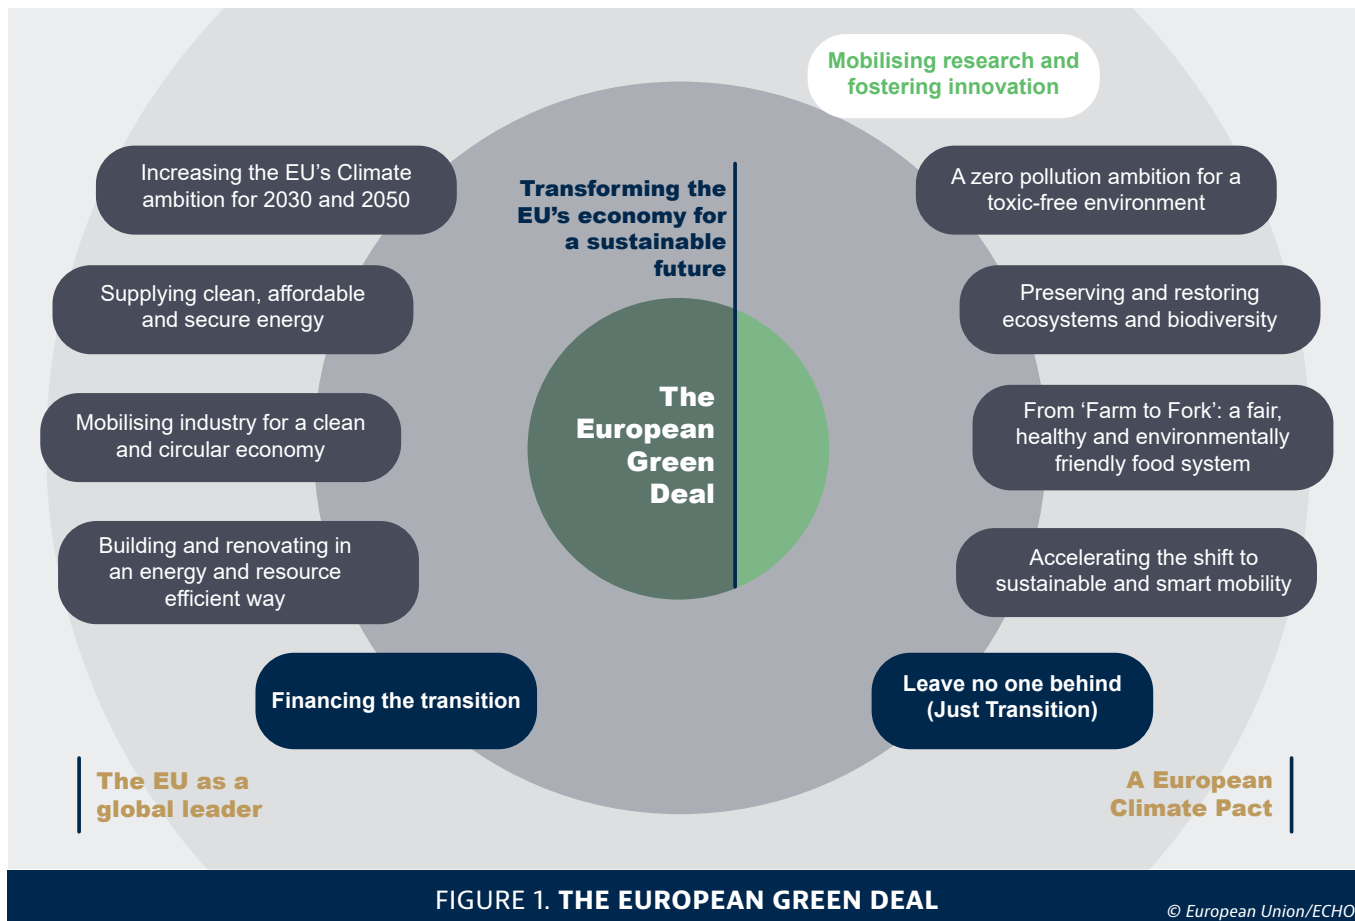 Mobilising research and
fostering innovation
Transforming the
EU’s economy for
a sustainable
future
The
European
Green
Deal
Increasing the EU’s Climate
ambition for 2030 and 2050
Supplying clean, affordable
and secure energy
Mobilising industry for a clean
and circular economy
Building and renovating in
an energy and resource
efficient way
A zero pollution ambition for a
toxic-free environment
Preserving and restoring
ecosystems and biodiversity
From ‘Farm to Fork’: a fair,
healthy and environmentally
friendly food system
Accelerating the shift to
sustainable and smart mobility
Financing the transition
Leave no one behind
(Just Transition)
The EU as a
global leader
A European
Climate Pact
FIGURE 1. THE EUROPEAN GREEN DEAL
© European Union/ECHO